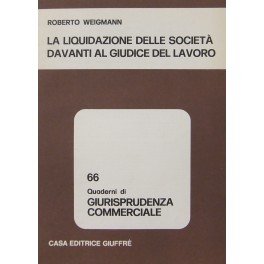 ROBERTO WEIGMANN
LA LIQUIDAZIONE DELLE SOCIETÀ
DAVANTI AL GIUDICE DEL LAVORO
66
Quaderni di
GIURISPRUDENZA
COMMERCIALE
CASA EDITRICE GIUFFRÈ